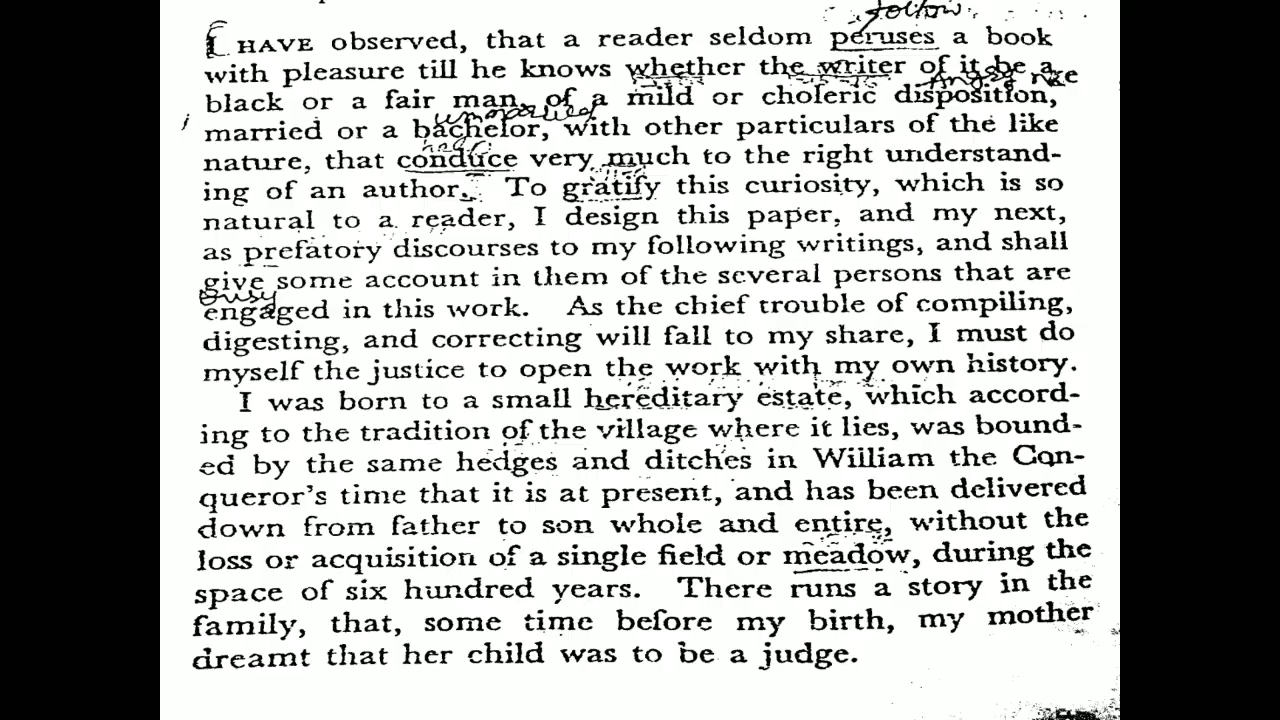 follow.
I HAVE observed, that a reader seldom peruses a book
with pleasure till he knows whether the writer of it be a
Angry
black or a fair man, of a mild or choleric disposition,
unmarried
married or a bachelor, with other particulars of the like
nature, that conduce very much to the right understand-
ing of an author. To gratify this curiosity, which is so
natural to a reader, I design this paper, and my next,
as prefatory discourses to my following writings, and shall
give some account in them of the several persons that are
Busy
engaged in this work. As the chief trouble of compiling,
digesting, and correcting will fall to my share, I must do
myself the justice to open the work with my own history.
I was born to a small hereditary estate, which accord-
ing to the tradition of the village where it lies, was bound-
ed by the same hedges and ditches in William the Con-
queror's time that it is at present, and has been delivered
down from father to son whole and entire, without the
loss or acquisition of a single field or meadow, during the
space of six hundred years. There runs a story in the
family, that, some time before my birth, my mother
dreamt that her child was to be a judge.